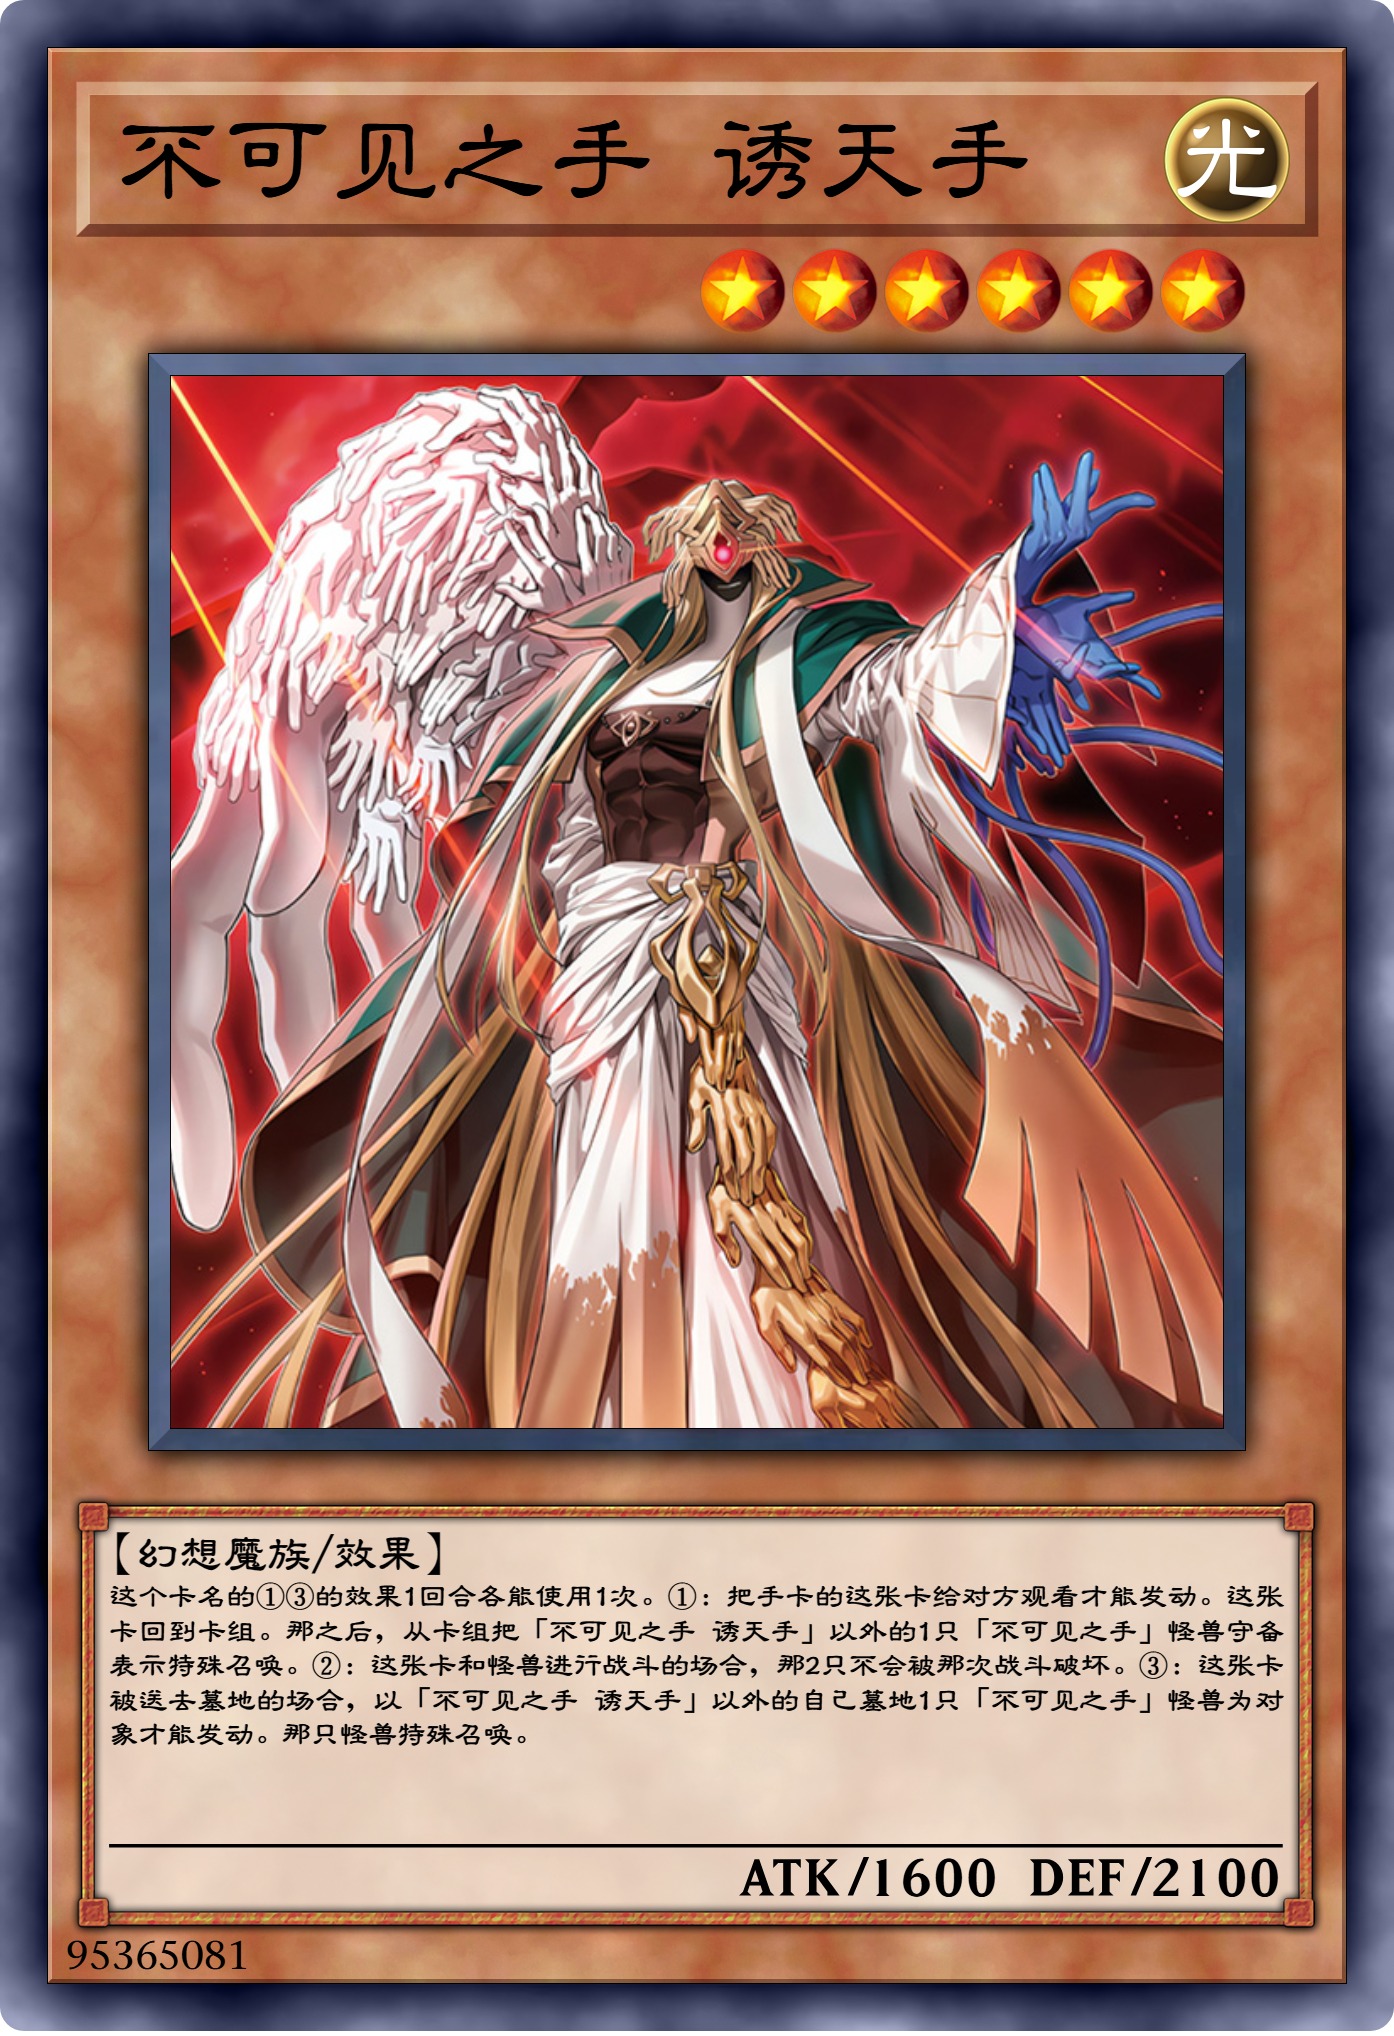 不可见之手 诱天手
光
【幻想魔族/效果】
这个卡名的①③的效果1回合各能使用1次。①：把手卡的这张卡给对方观看才能发动。这张
卡回到卡组。那之后，从卡组把「不可见之手 诱天手」以外的1只「不可见之手」怪兽守备
表示特殊召唤。②：这张卡和怪兽进行战斗的场合，那2只不会被那次战斗破坏。③：这张卡
被送去墓地的场合，以「不可见之手 诱天手」以外的自己墓地1只「不可见之手」怪兽为对
象才能发动。那只怪兽特殊召唤。
ATK/1600 DEF/2100
95365081